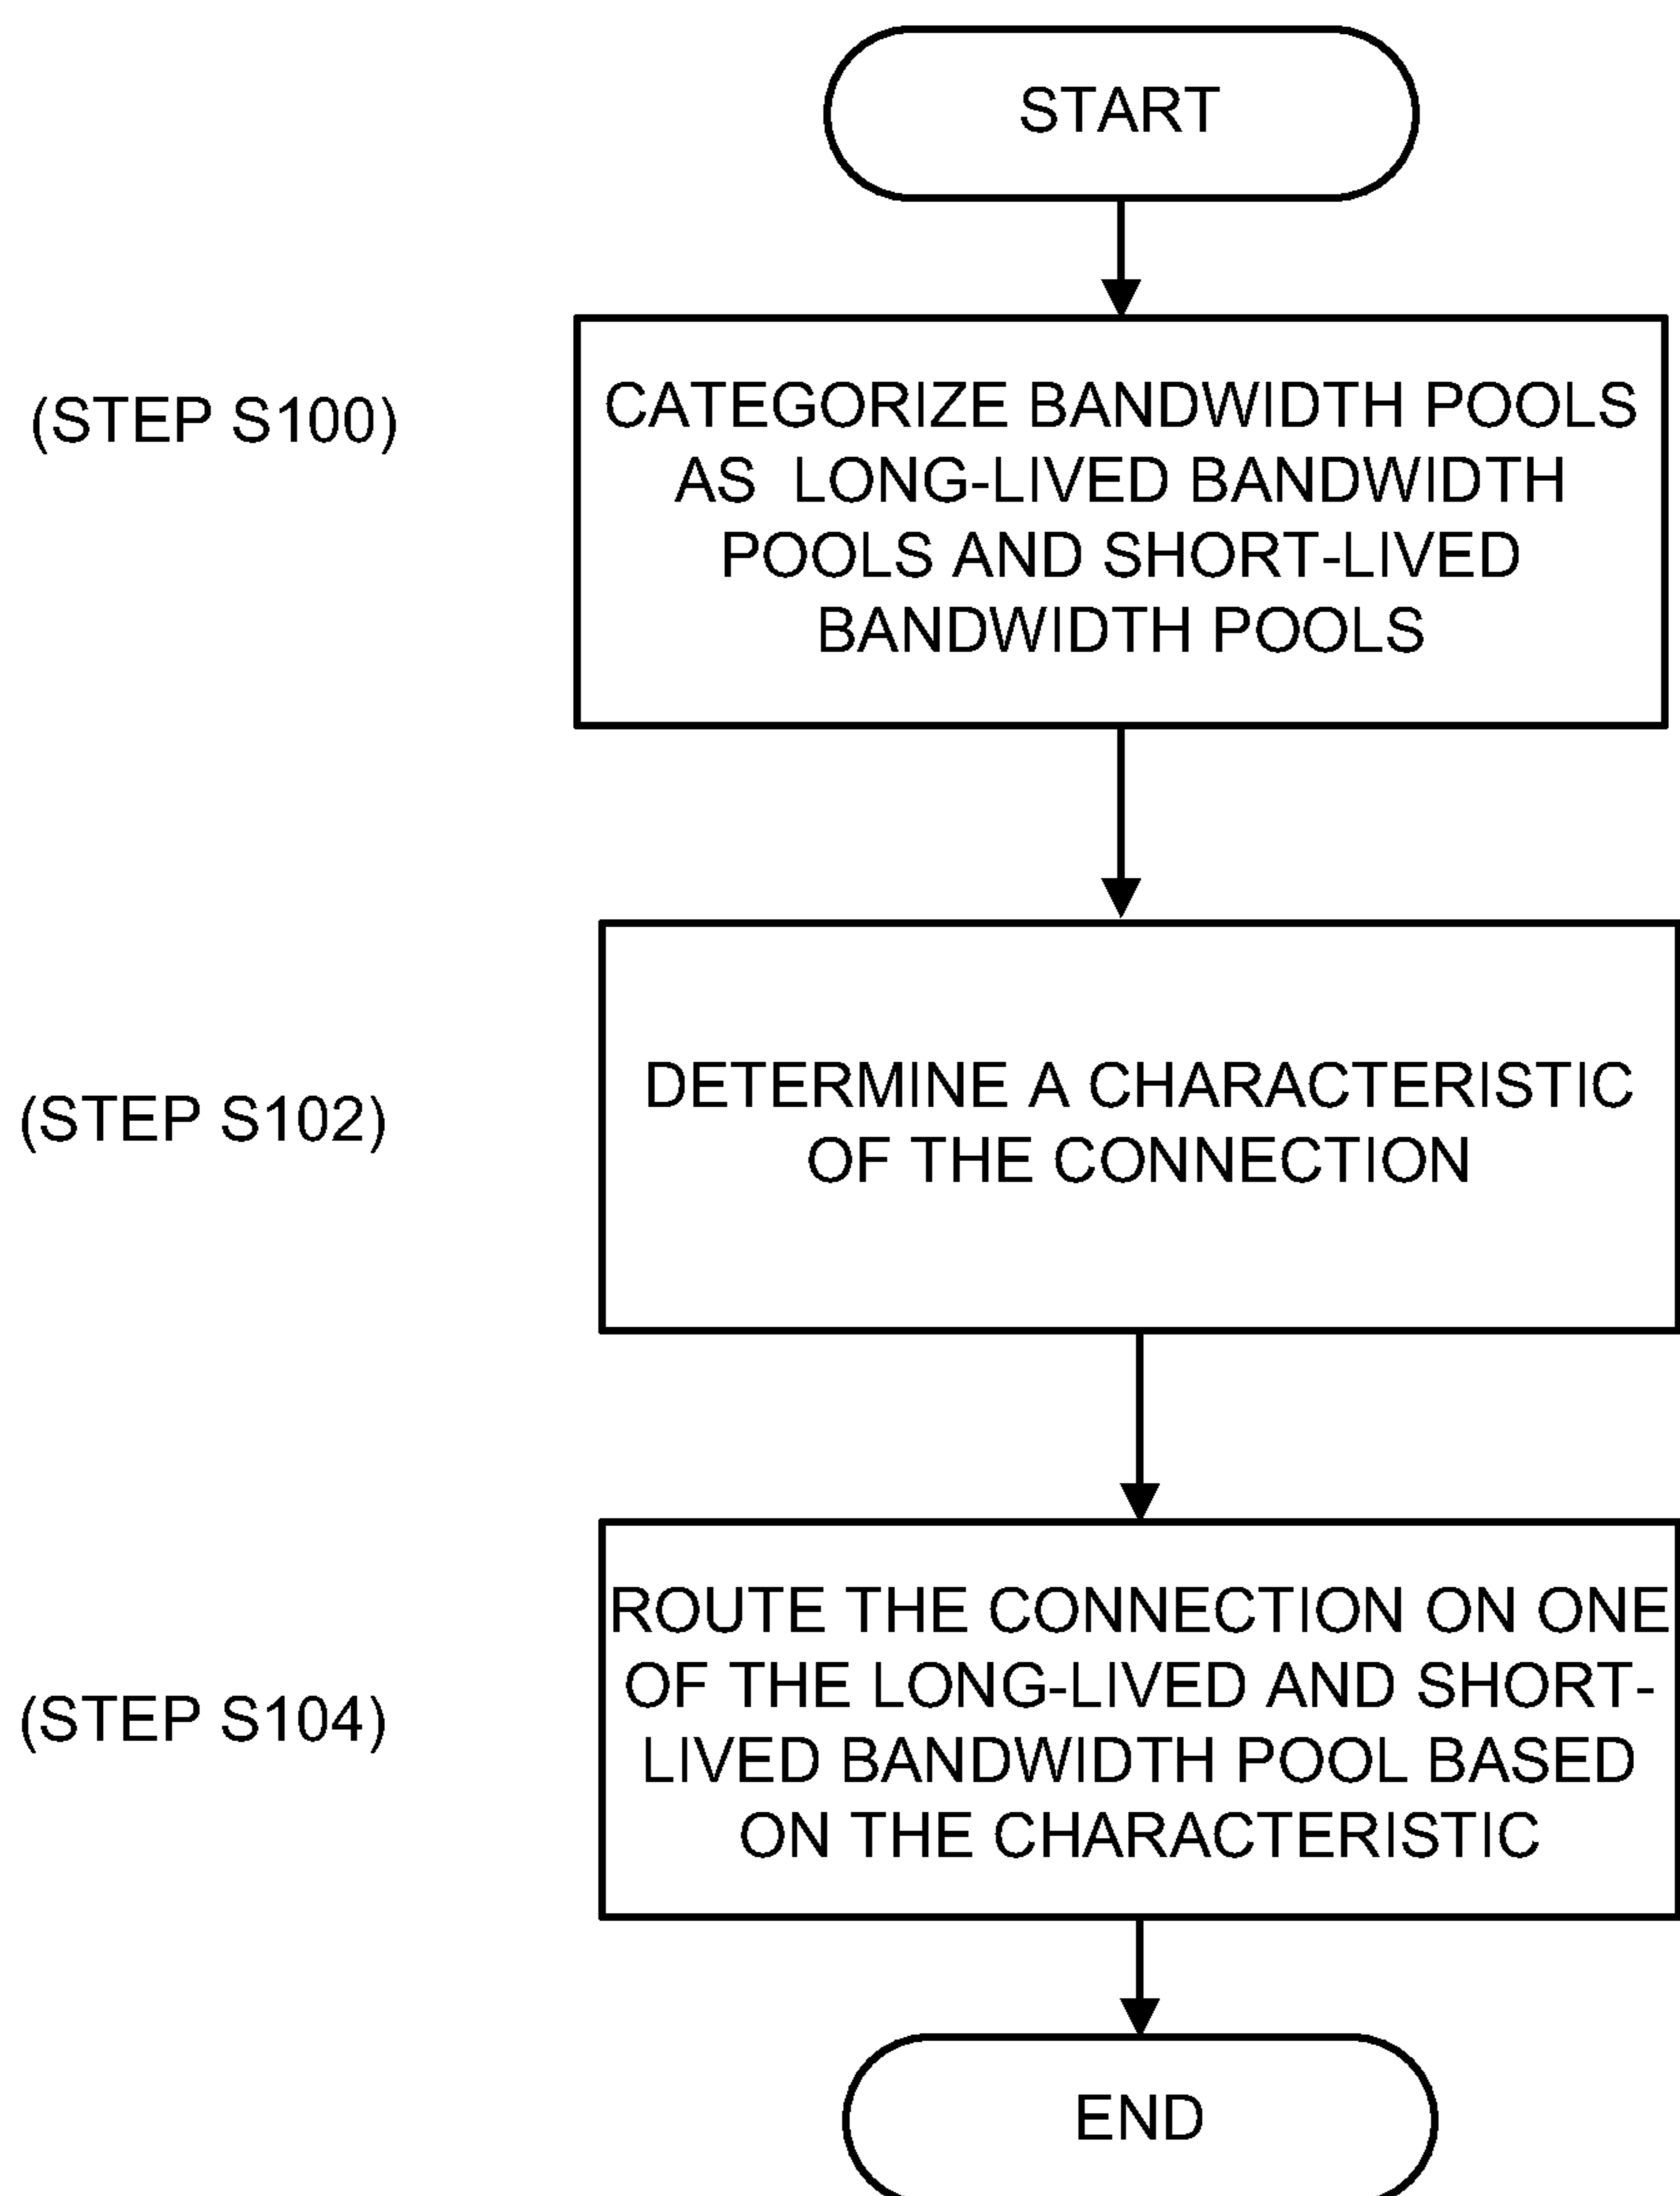 START
(STEP S100)
CATEGORIZE BANDWIDTH POOLS
AS LONG-LIVED BANDWIDTH
POOLS AND SHORT-LIVED
BANDWIDTH POOLS
(STEP S102)
DETERMINE A CHARACTERISTIC
OF THE CONNECTION
(STEP S104)
ROUTE THE CONNECTION ON ONE
OF THE LONG-LIVED AND SHORT-
LIVED BANDWIDTH POOL BASED
ON THE CHARACTERISTIC
END